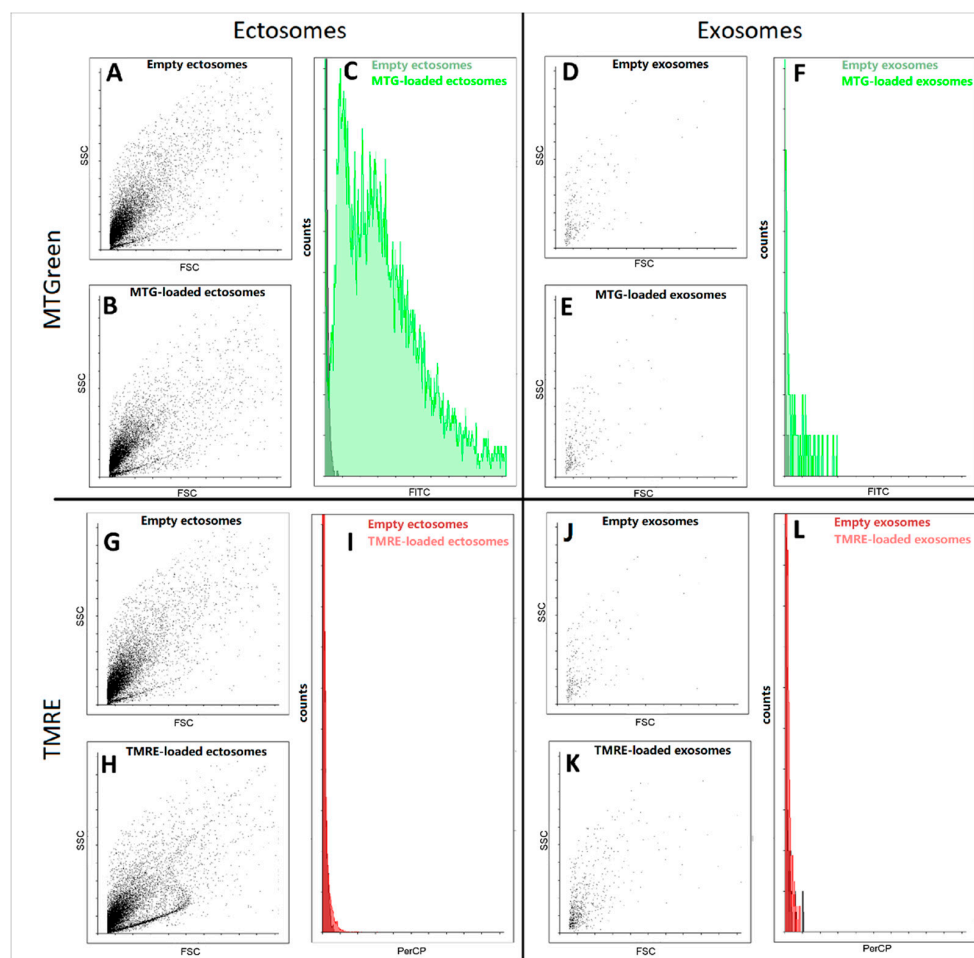 Ectosomes
Exosomes
MTGreen
A
Empty ectosomes
SSC
FSC
B
MTG-loaded ectosomes
SSC
FSC
C
Empty ectosomes
MTG-loaded ectosomes
counts
FITC
D
Empty exosomes
SSC
FSC
E
MTG-loaded exosomes
SSC
FSC
F
Empty exosomes
MTG-loaded exosomes
counts
FITC
TMRE
G
Empty ectosomes
SSC
FSC
H
TMRE-loaded ectosomes
SSC
FSC
I
Empty ectosomes
TMRE-loaded ectosomes
counts
PerCP
J
Empty exosomes
SSC
FSC
K
TMRE-loaded exosomes
SSC
FSC
L
Empty exosomes
TMRE-loaded exosomes
counts
PerCP